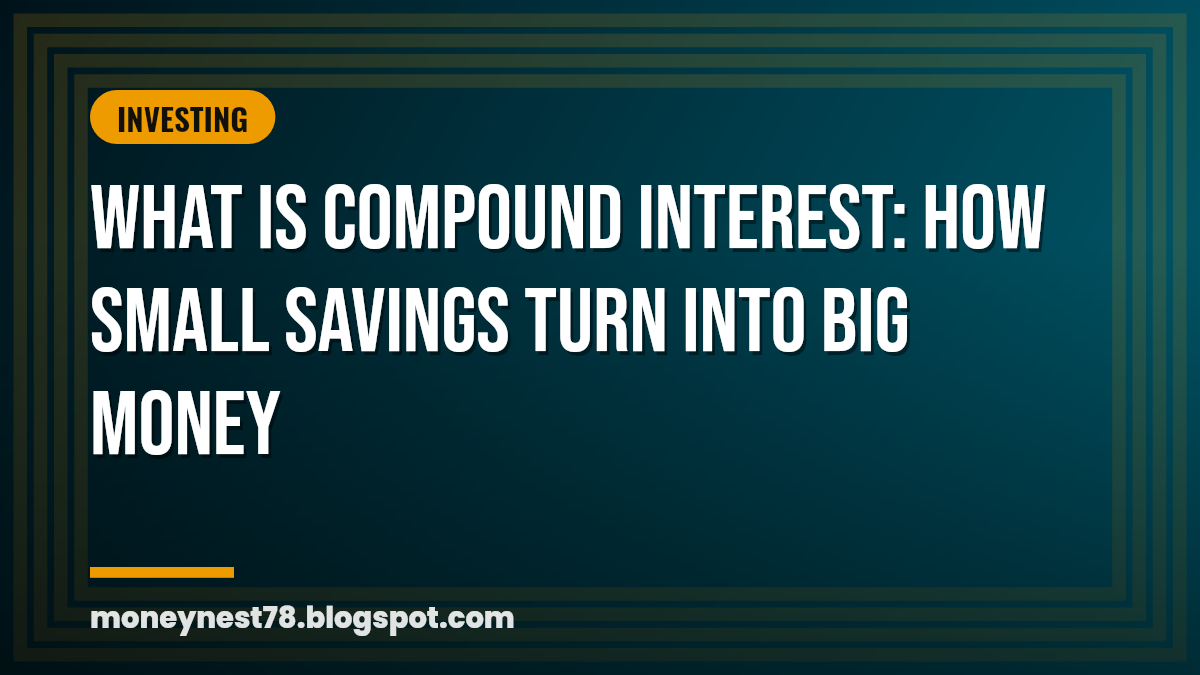 INVESTING
WHAT IS COMPOUND INTEREST: HOW
SMALL SAVINGS TURN INTO BIG
MONEY
moneynest78.blogspot.com